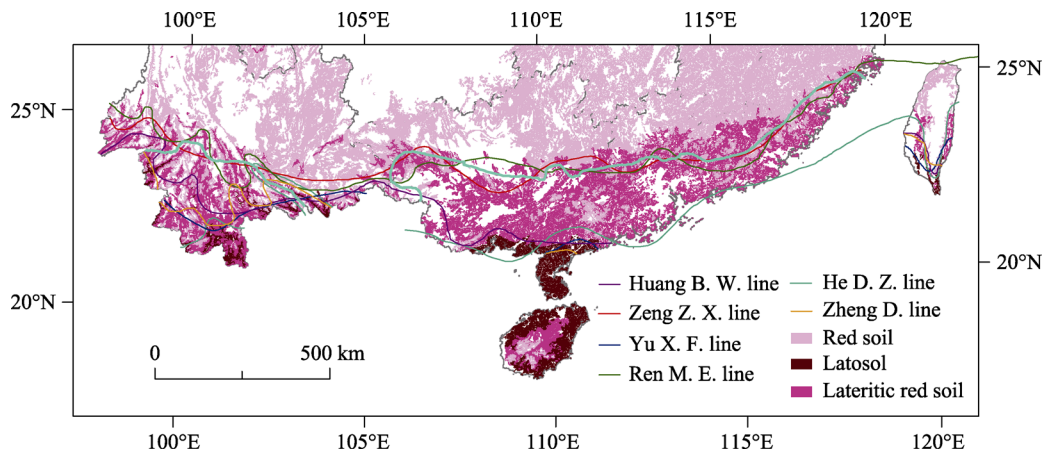 100°E 105°E 110°E 115°E 120°E
25°N 25°N
20°N 20°N
0 500 km
Huang B. W. line
Zeng Z. X. line
Yu X. F. line
Ren M. E. line
He D. Z. line
Zheng D. line
Red soil
Latosol
Lateritic red soil
100°E 105°E 110°E 115°E 120°E